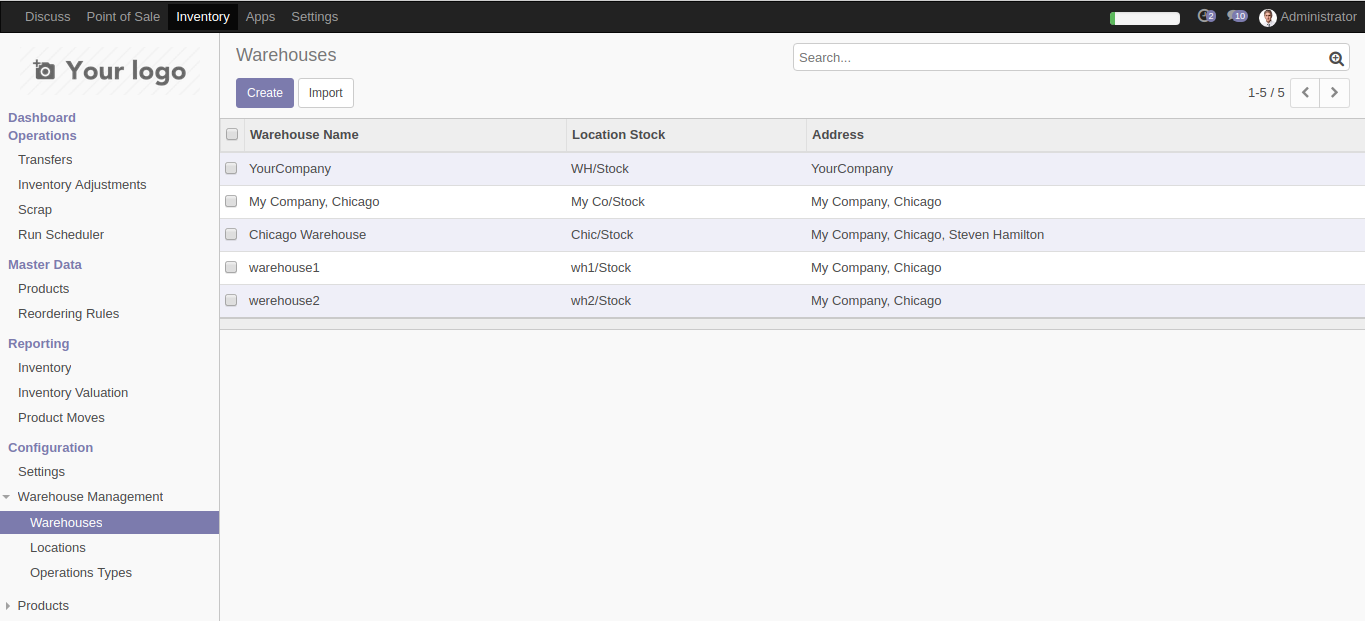 Discuss Point of Sale Inventory Apps Settings 2 10 Administrator
Your logo
Dashboard
Operations
Transfers
Inventory Adjustments
Scrap
Run Scheduler
Master Data
Products
Reordering Rules
Reporting
Inventory
Inventory Valuation
Product Moves
Configuration
Settings
Warehouse Management
Warehouses
Locations
Operations Types
Products
Warehouses
Search...
Create Import
1-5 / 5
Warehouse Name Location Stock Address
YourCompany WH/Stock YourCompany
My Company, Chicago My Co/Stock My Company, Chicago
Chicago Warehouse Chic/Stock My Company, Chicago, Steven Hamilton
warehouse1 wh1/Stock My Company, Chicago
werehouse2 wh2/Stock My Company, Chicago